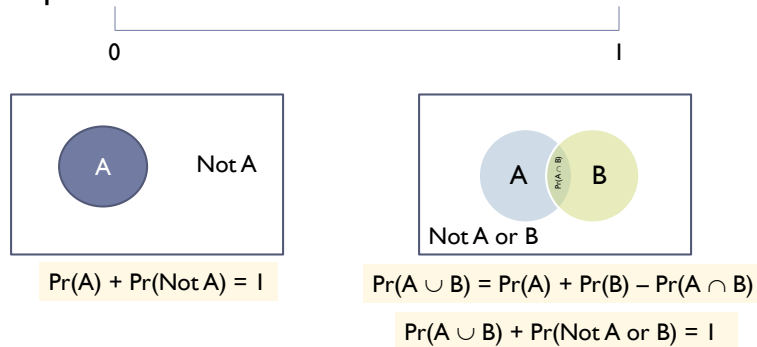 0 1
A Not A
A Pr(A ∩ B) B
Not A or B
Pr(A) + Pr(Not A) = 1
Pr(A ∪ B) = Pr(A) + Pr(B) – Pr(A ∩ B)
Pr(A ∪ B) + Pr(Not A or B) = 1